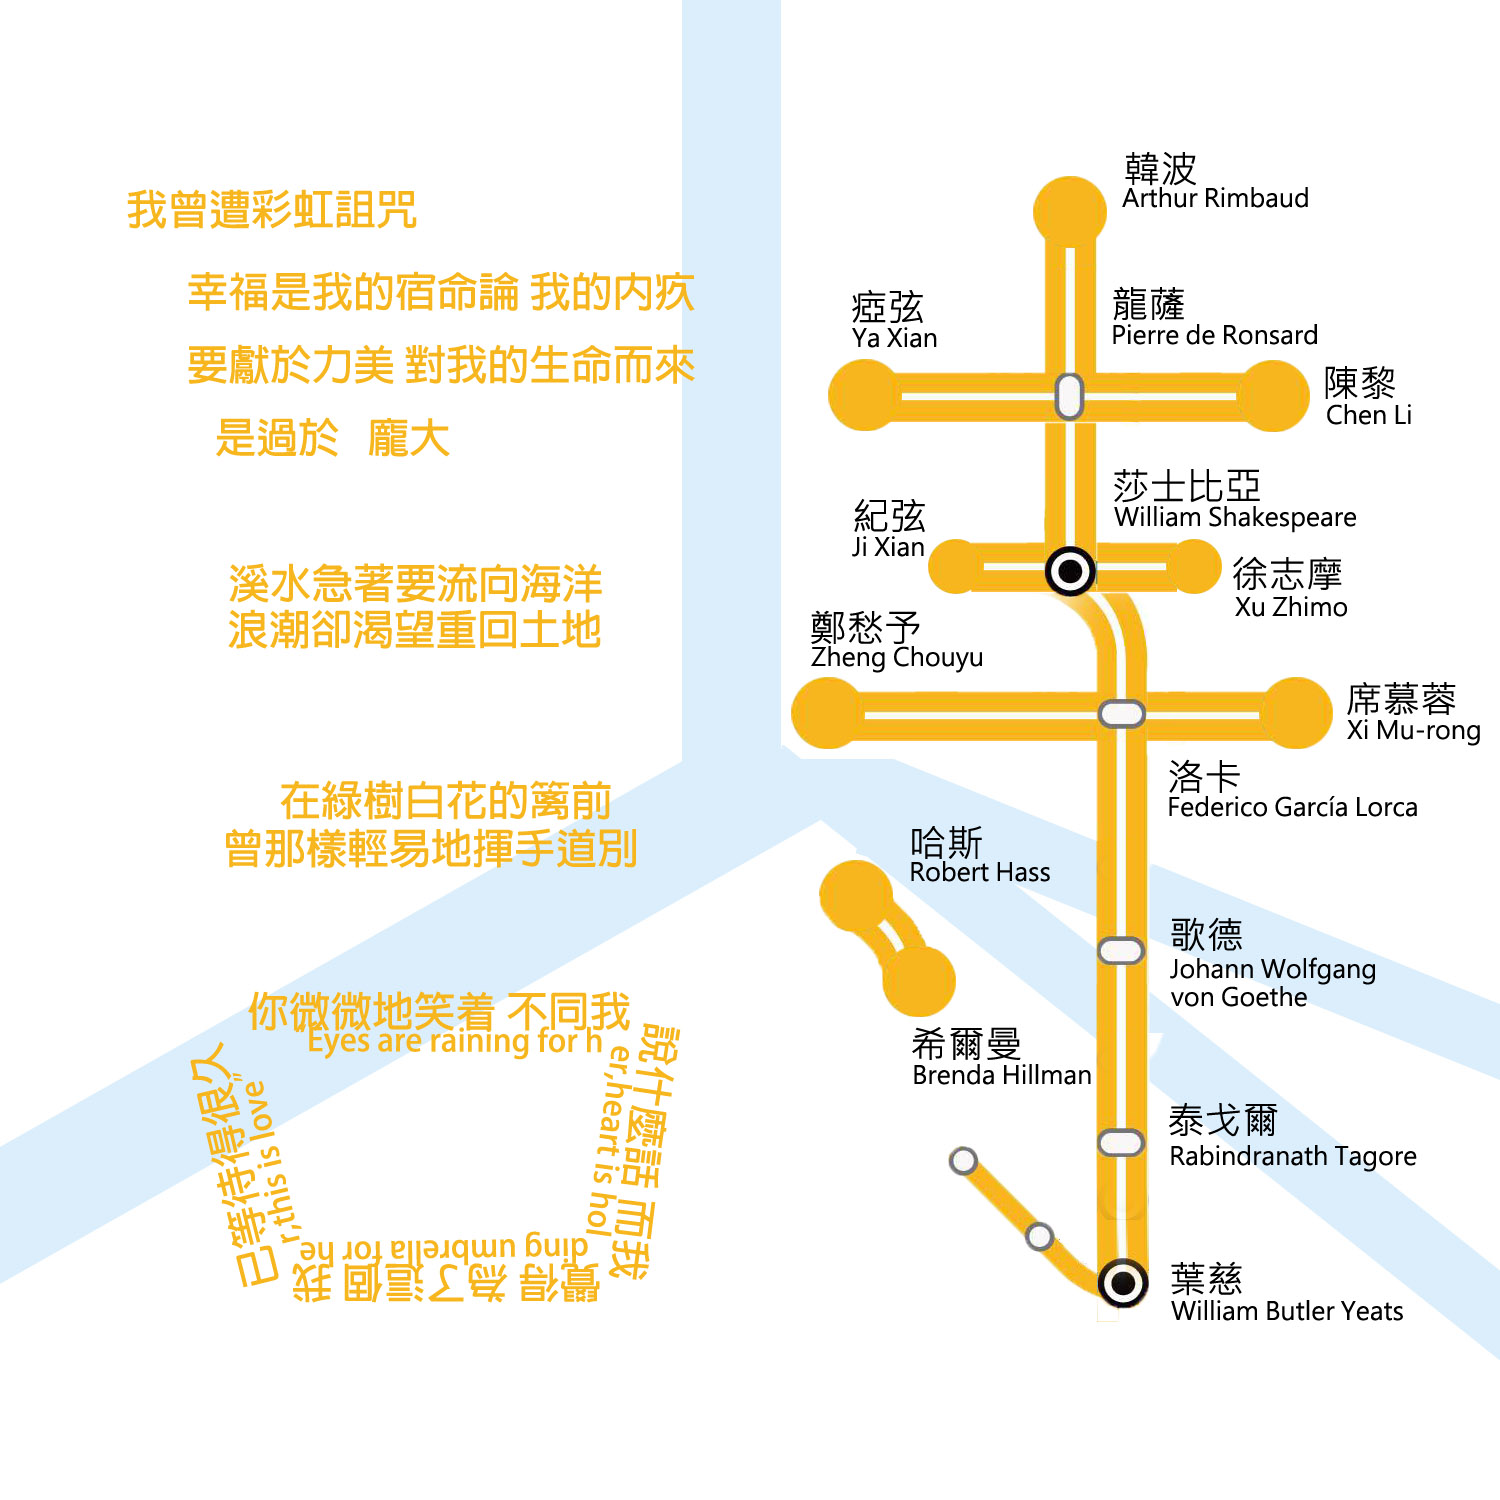 我曾遭彩虹詛咒
幸福是我的宿命論 我的内疚
要獻於力美 對我的生命而來
是過於 龐大
溪水急著要流向海洋
浪潮卻渴望重回土地
在綠樹白花的籬前
曾那樣輕易地揮手道別
你微微地笑着 不同我
說什麼話 而我
覺得 為了這個 我
已等待得很久
"Eyes are raining for h
er,heart is hol
ding umbrella for he
r,this is love"
韓波
Arthur Rimbaud
瘂弦
Ya Xian
龍薩
Pierre de Ronsard
陳黎
Chen Li
莎士比亞
William Shakespeare
紀弦
Ji Xian
徐志摩
Xu Zhimo
鄭愁予
Zheng Chouyu
席慕蓉
Xi Mu-rong
洛卡
Federico García Lorca
哈斯
Robert Hass
歌德
Johann Wolfgang
von Goethe
希爾曼
Brenda Hillman
泰戈爾
Rabindranath Tagore
葉慈
William Butler Yeats